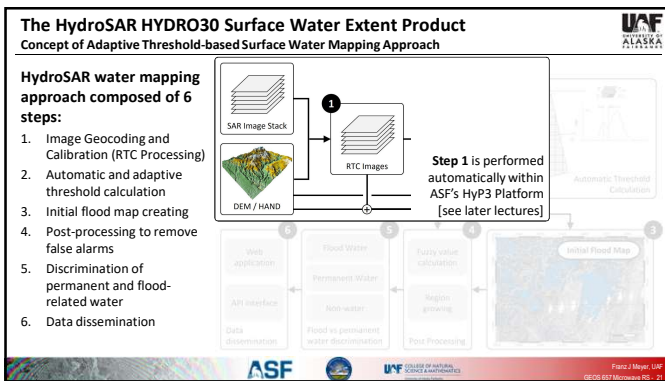 The HydroSAR HYDRO30 Surface Water Extent Product
Concept of Adaptive Threshold-based Surface Water Mapping Approach
UAF
UNIVERSITY OF
ALASKA
FAIRBANKS
HydroSAR water mapping
approach composed of 6
steps:
1. Image Geocoding and
Calibration (RTC Processing)
2. Automatic and adaptive
threshold calculation
3. Initial flood map creating
4. Post-processing to remove
false alarms
5. Discrimination of
permanent and flood-
related water
6. Data dissemination
SAR Image Stack
DEM / HAND
1
RTC Images
Step 1 is performed
automatically within
ASF's HyP3 Platform
[see later lectures]
Automatic Threshold
Calculation
6
Web
application
API interface
Data
dissemination
5
Flood Water
Permanent Water
Non-water
Flood vs permanent
water discrimination
4
Fuzzy value
calculation
Region
growing
Post Processing
3
Initial Flood Map
ASF
UAF COLLEGE OF NATURAL
SCIENCE & MATHEMATICS
Franz J Meyer, UAF
GEOS 657 Microwave RS - 21